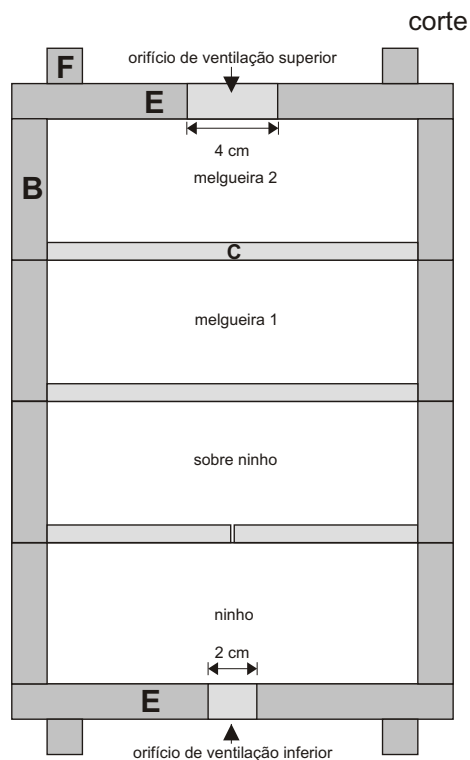 corte
orifício de ventilação superior
F
E
4 cm
melgueira 2
B
C
melgueira 1
sobre ninho
ninho
2 cm
E
orifício de ventilação inferior